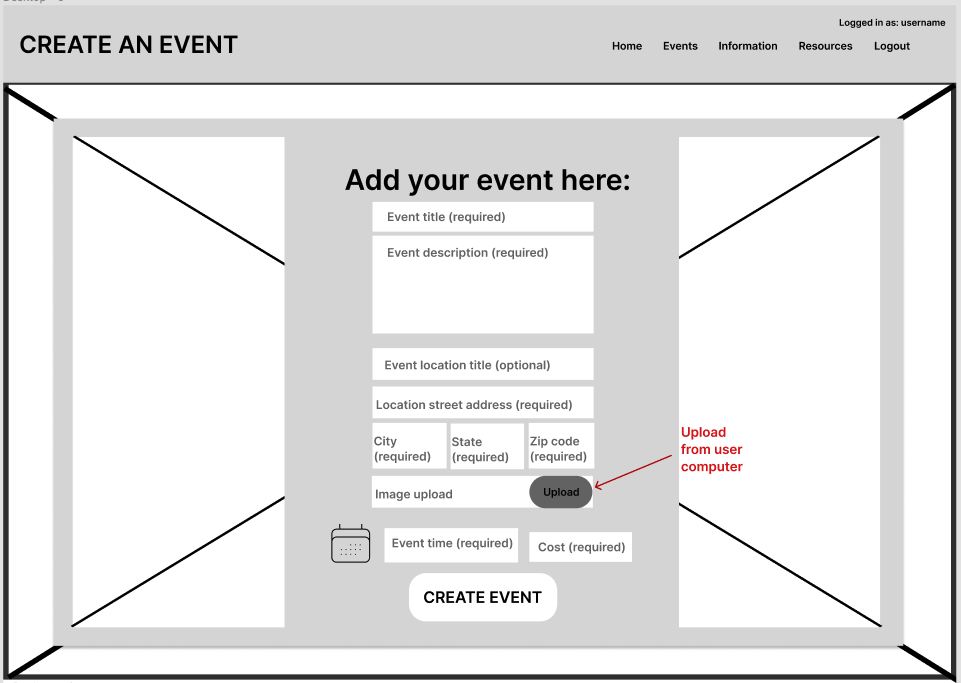 Logged in as: username
CREATE AN EVENT
Home Events Information Resources Logout
Add your event here:
Event title (required)
Event description (required)
Event location title (optional)
Location street address (required)
City
(required)
State
(required)
Zip code
(required)
Image upload
Upload
Upload
from user
computer
Event time (required)
Cost (required)
CREATE EVENT